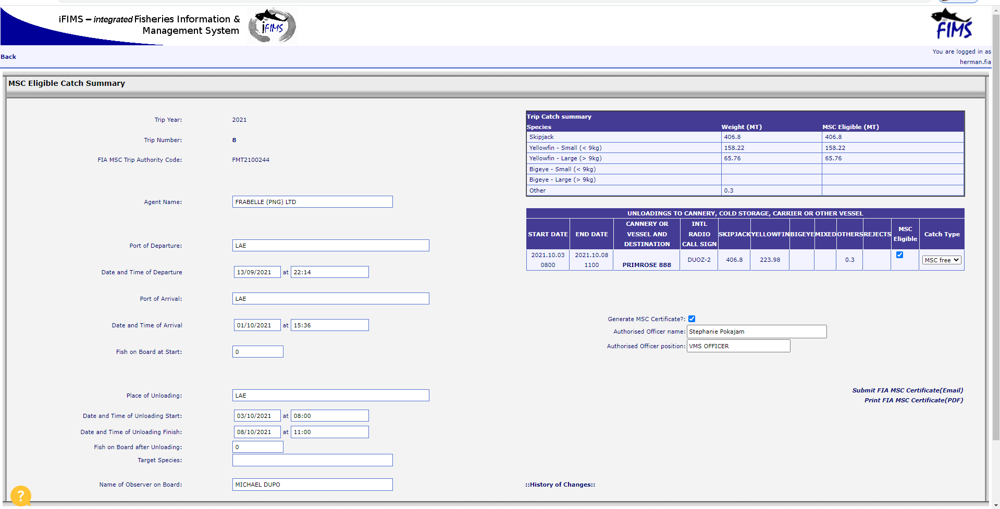 iFIMS – integrated Fisheries Information &
Management System
iFIMS
FIMS
Back
You are logged in as
herman.fia
MSC Eligible Catch Summary
Trip Year: 2021
Trip Number: 8
FIA MSC Trip Authority Code: FMT2100244
Agent Name: FRABELLE (PNG) LTD
Port of Departure: LAE
Date and Time of Departure 13/09/2021 at 22:14
Port of Arrival: LAE
Date and Time of Arrival 01/10/2021 at 15:36
Fish on Board at Start: 0
Place of Unloading: LAE
Date and Time of Unloading Start: 03/10/2021 at 08:00
Date and Time of Unloading Finish: 08/10/2021 at 11:00
Fish on Board after Unloading: 0
Target Species:
Name of Observer on Board: MICHAEL DUPO
Trip Catch summary
Species Weight (MT) MSC Eligible (MT)
Skipjack 406.8 406.8
Yellowfin - Small (< 9kg) 158.22 158.22
Yellowfin - Large (> 9kg) 65.76 65.76
Bigeye - Small (< 9kg)
Bigeye - Large (> 9kg)
Other 0.3
UNLOADINGS TO CANNERY, COLD STORAGE, CARRIER OR OTHER VESSEL
START DATE END DATE CANNERY OR VESSEL AND DESTINATION INTL RADIO CALL SIGN SKIPJACK YELLOWFIN BIGEYE MIXED OTHERS REJECTS MSC Eligible Catch Type
2021.10.03 0800 2021.10.08 1100 PRIMROSE 888 DUOZ-2 406.8 223.98 0.3 MSC free
Generate MSC Certificate?:
Authorised Officer name: Stephanie Pokajam
Authorised Officer position: VMS OFFICER
Submit FIA MSC Certificate(Email)
Print FIA MSC Certificate(PDF)
::History of Changes::
?